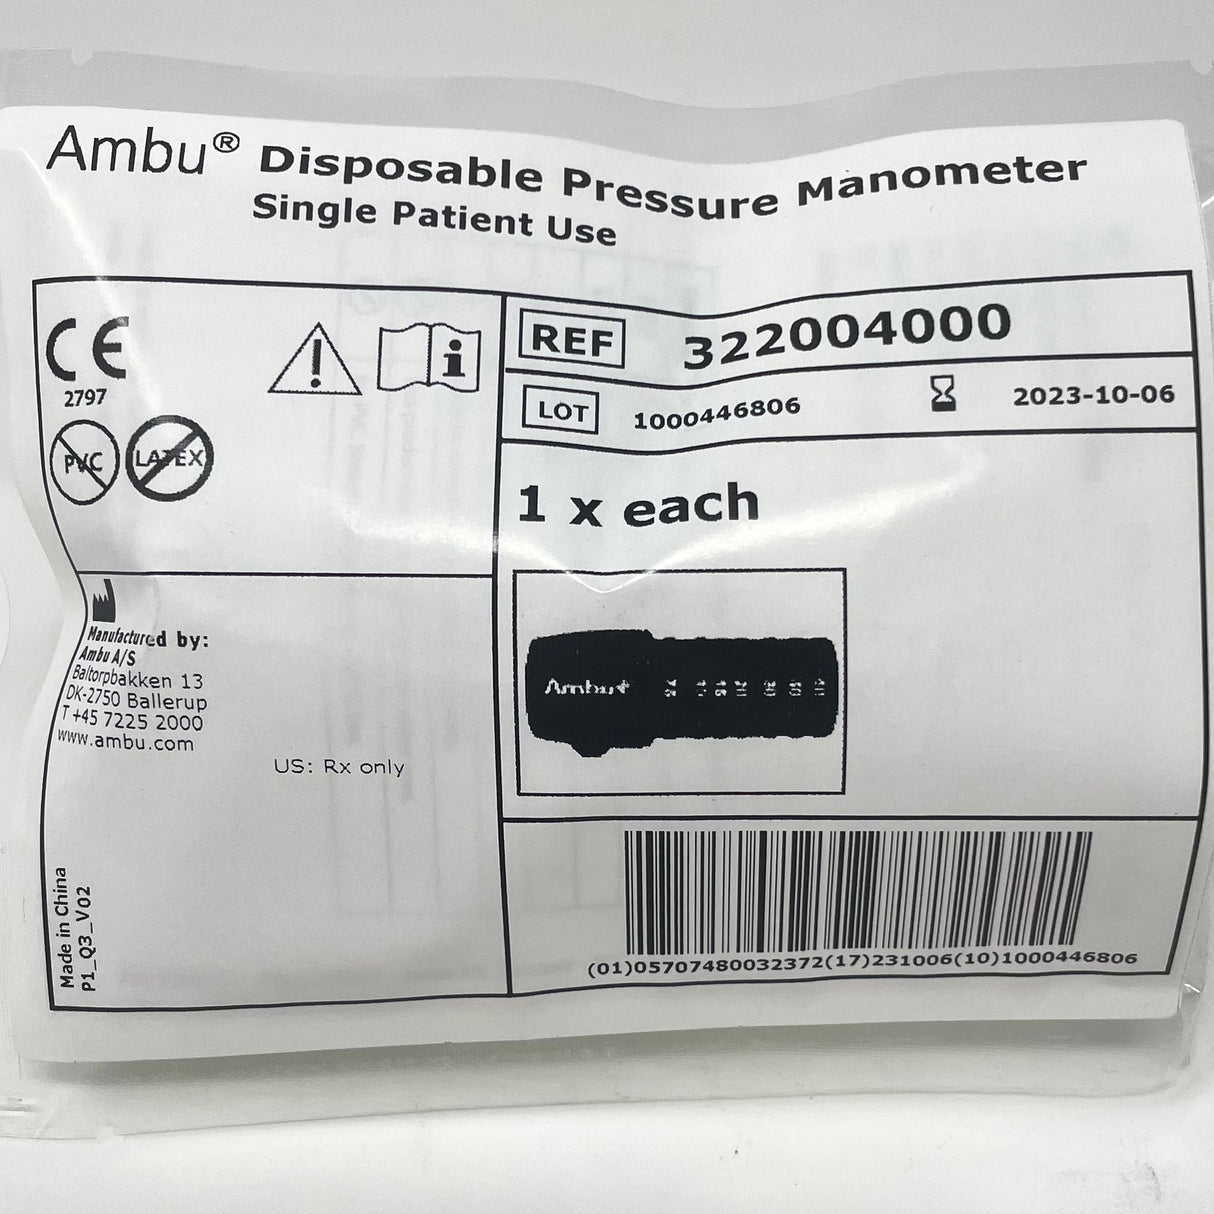 Ambu® Disposable Pressure Manometer
Single Patient Use
CE
2797
PVC
LATEX
REF 322004000
LOT 1000446806 2023-10-06
1 x each
Ambu
Manufactured by:
Ambu A/S
Baltorpbakken 13
DK-2750 Ballerup
T +45 7225 2000
www.ambu.com
US: Rx only
Made in China
P1_Q3_V02
(01)05707480032372(17)231006(10)1000446806